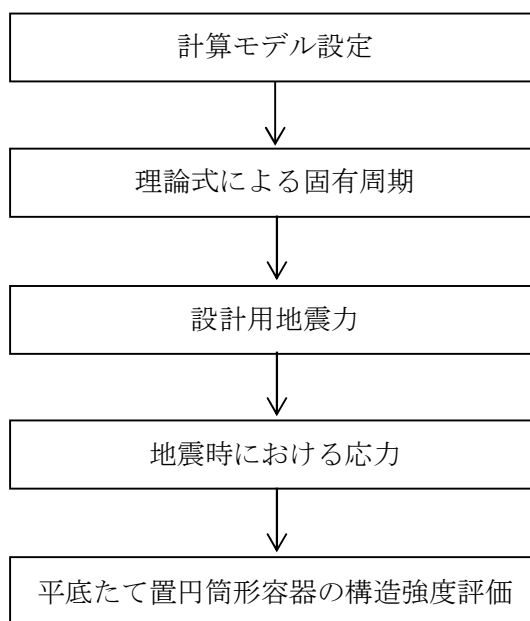 計算モデル設定
理論式による固有周期
設計用地震力
地震時における応力
平底たて置円筒形容器の構造強度評価